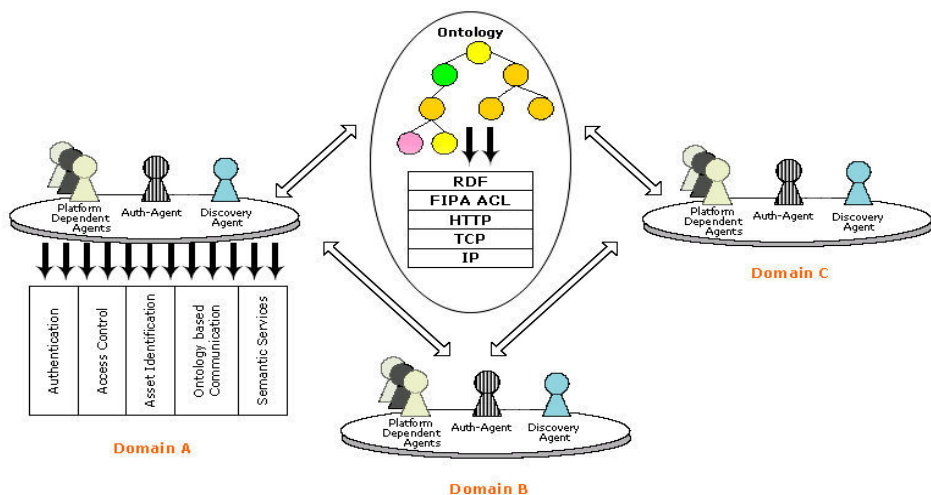 Ontology
RDF
FIPA ACL
HTTP
TCP
IP
Platform
Dependent
Agents
Auth-Agent
Discovery
Agent
Authentication
Access Control
Asset Identification
Ontology based
Communication
Semantic Services
Domain A
Platform
Dependent
Agents
Auth-Agent
Discovery
Agent
Domain B
Platform
Dependent
Agents
Auth-Agent
Discovery
Agent
Domain C